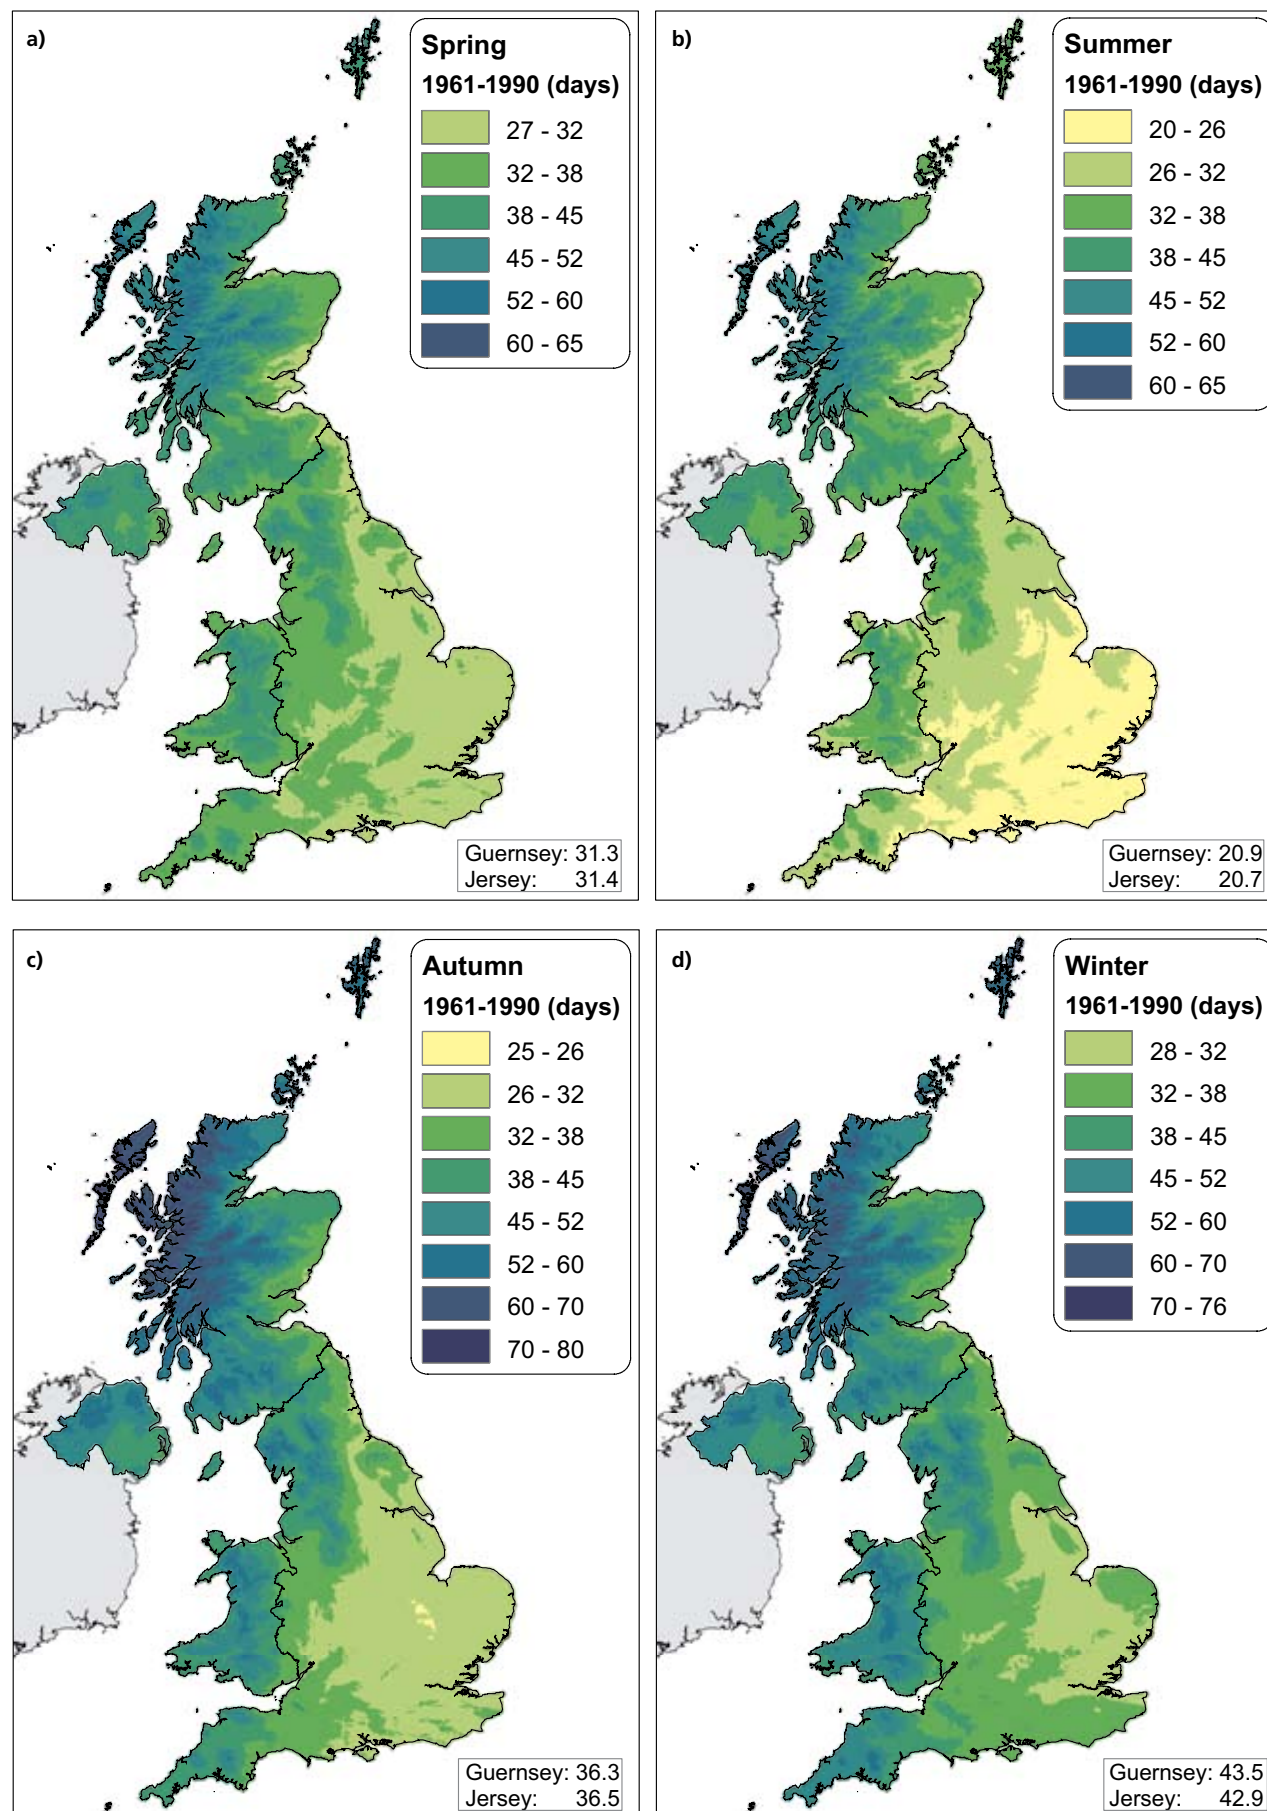 a)
Spring
1961-1990 (days)
27 - 32
32 - 38
38 - 45
45 - 52
52 - 60
60 - 65
Guernsey: 31.3
Jersey: 31.4
b)
Summer
1961-1990 (days)
20 - 26
26 - 32
32 - 38
38 - 45
45 - 52
52 - 60
60 - 65
Guernsey: 20.9
Jersey: 20.7
c)
Autumn
1961-1990 (days)
25 - 26
26 - 32
32 - 38
38 - 45
45 - 52
52 - 60
60 - 70
70 - 80
Guernsey: 36.3
Jersey: 36.5
d)
Winter
1961-1990 (days)
28 - 32
32 - 38
38 - 45
45 - 52
52 - 60
60 - 70
70 - 76
Guernsey: 43.5
Jersey: 42.9